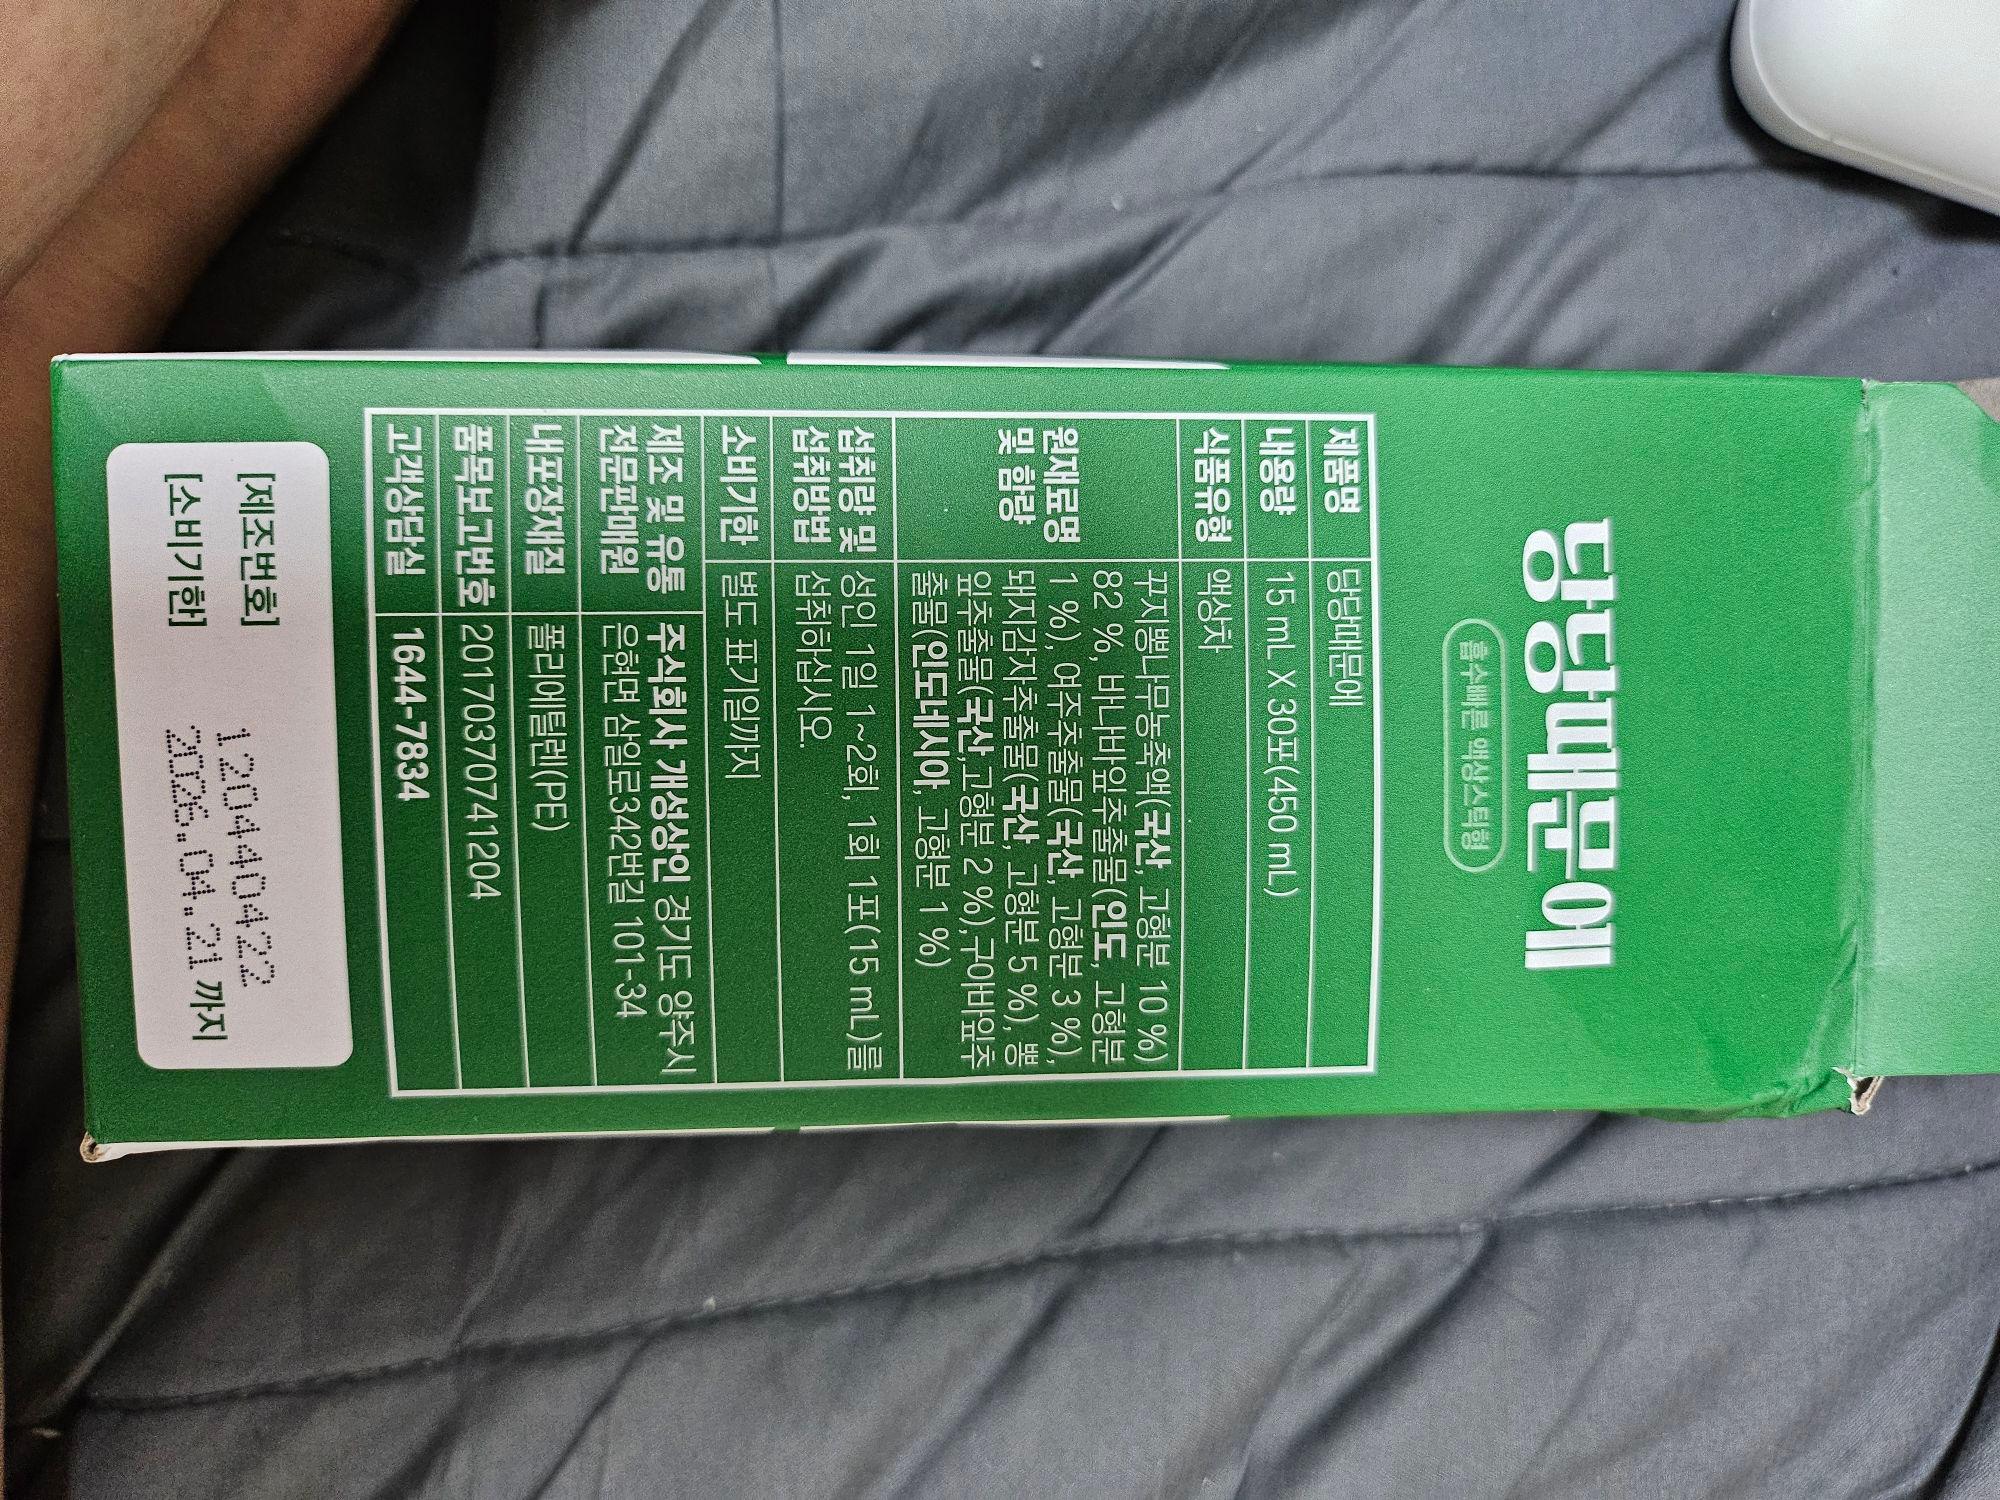 당당때문에
흡수빠른 액상스틱형
제품명 당당때문에
내용량 15 mL X 30포(450 mL)
식품유형 액상차
원재료명 및 함량
꾸지뽕나무농축액(국산, 고형분 10 %)
82 %, 바나바잎추출물(인도, 고형분
1 %), 여주추출물(국산, 고형분 3 %),
돼지감자추출물(국산, 고형분 5 %), 뽕
잎추출물(국산,고형분 2 %),구아바잎추
출물(인도네시아, 고형분 1 %)
섭취량 및 섭취방법
성인 1일 1~2회, 1회 1포(15 mL)를
섭취하십시오.
소비기한 별도 표기일까지
제조 및 유통전문판매원
주식회사 개성상인 경기도 양주시
은현면 삼일로342번길 101-34
내포장재질 폴리에틸렌(PE)
품목보고번호 20170370741204
고객상담실 1644-7834
[제조번호] 1204404022
[소비기한] 2026.04.21 까지